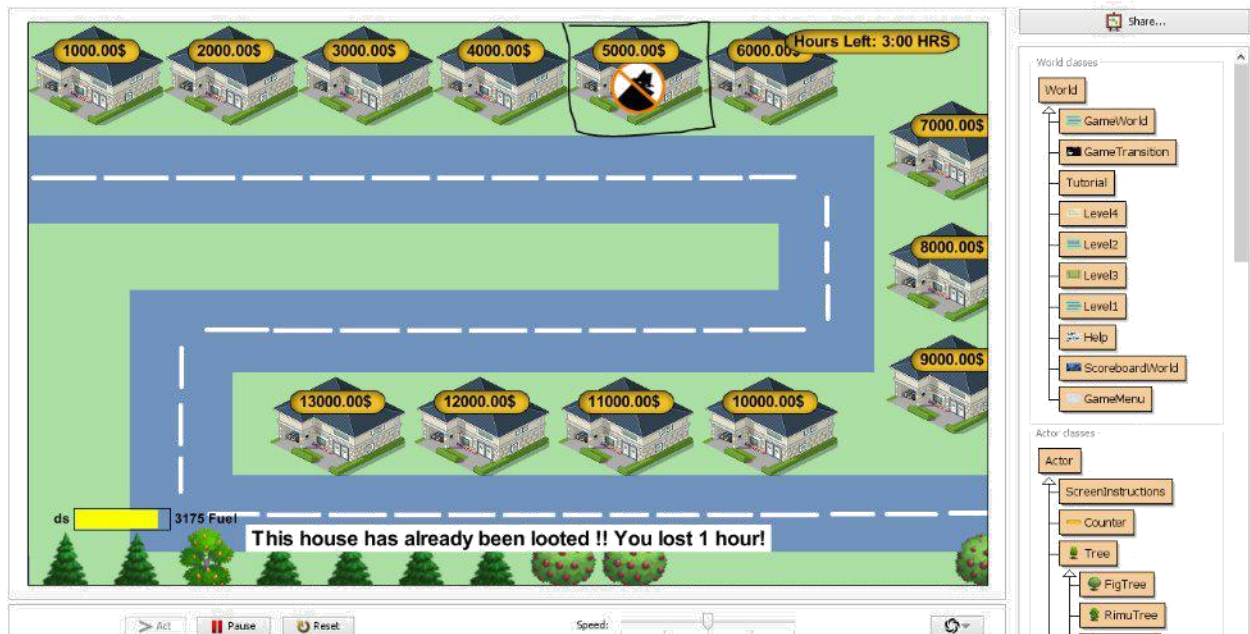 Share...
1000.00$
2000.00$
3000.00$
4000.00$
5000.00$
6000.00
Hours Left: 3:00 HRS
7000.00$
8000.00$
9000.00$
13000.00$
12000.00$
11000.00$
10000.00$
ds
3175 Fuel
This house has already been looted !! You lost 1 hour!
World classes
World
GameWorld
GameTransition
Tutorial
Level4
Level2
Level3
Level1
Help
ScoreboardWorld
GameMenu
Actor classes
Actor
ScreenInstructions
Counter
Tree
FigTree
RimuTree
Act
Pause
Reset
Speed: